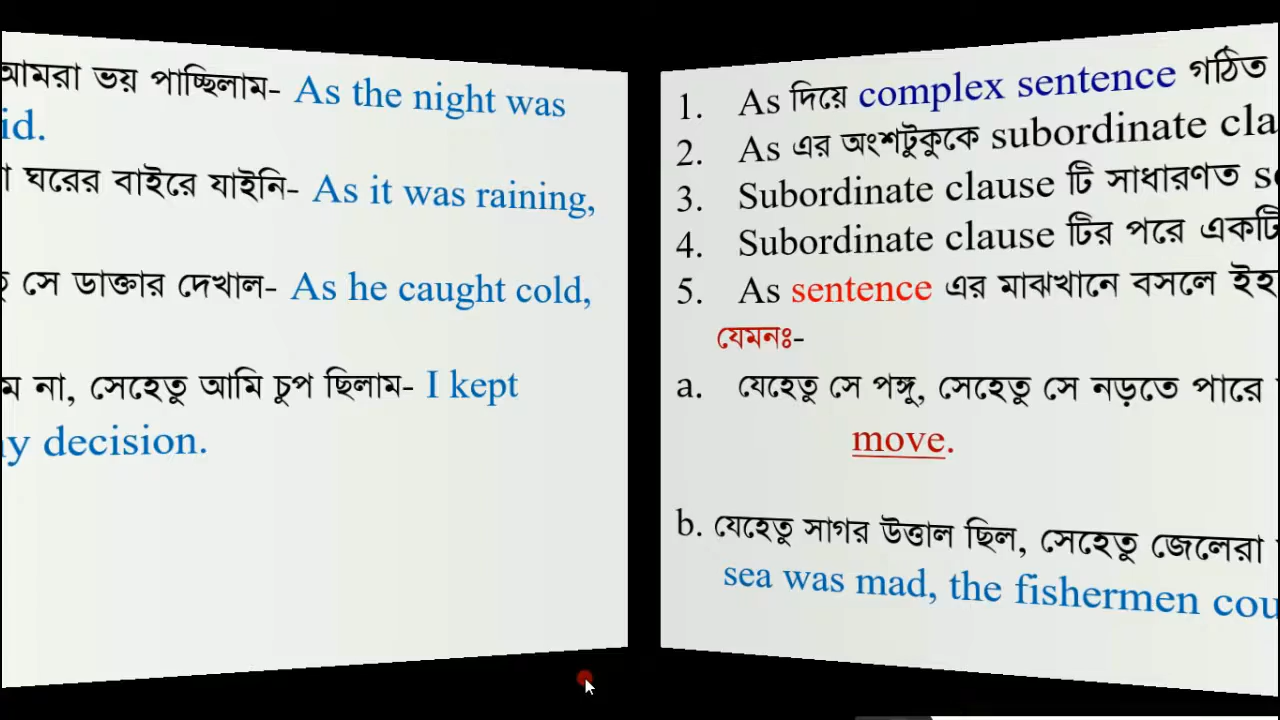 আমরা ভয় পাচ্ছিলাম- As the night was
id.
ঘরের বাইরে যাইনি- As it was raining,
সে ডাক্তার দেখাল- As he caught cold,
ম না, সেহেতু আমি চুপ ছিলাম- I kept
y decision.
1. As দিয়ে complex sentence গঠিত
2. As এর অংশটুকুকে subordinate cla
3. Subordinate clause টি সাধারণত s
4. Subordinate clause টির পরে একটি
5. As sentence এর মাঝখানে বসলে ইহ
যেমনঃ-
a. যেহেতু সে পঙ্গু, সেহেতু সে নড়তে পারে
move.
b. যেহেতু সাগর উত্তাল ছিল, সেহেতু জেলেরা
sea was mad, the fishermen cou